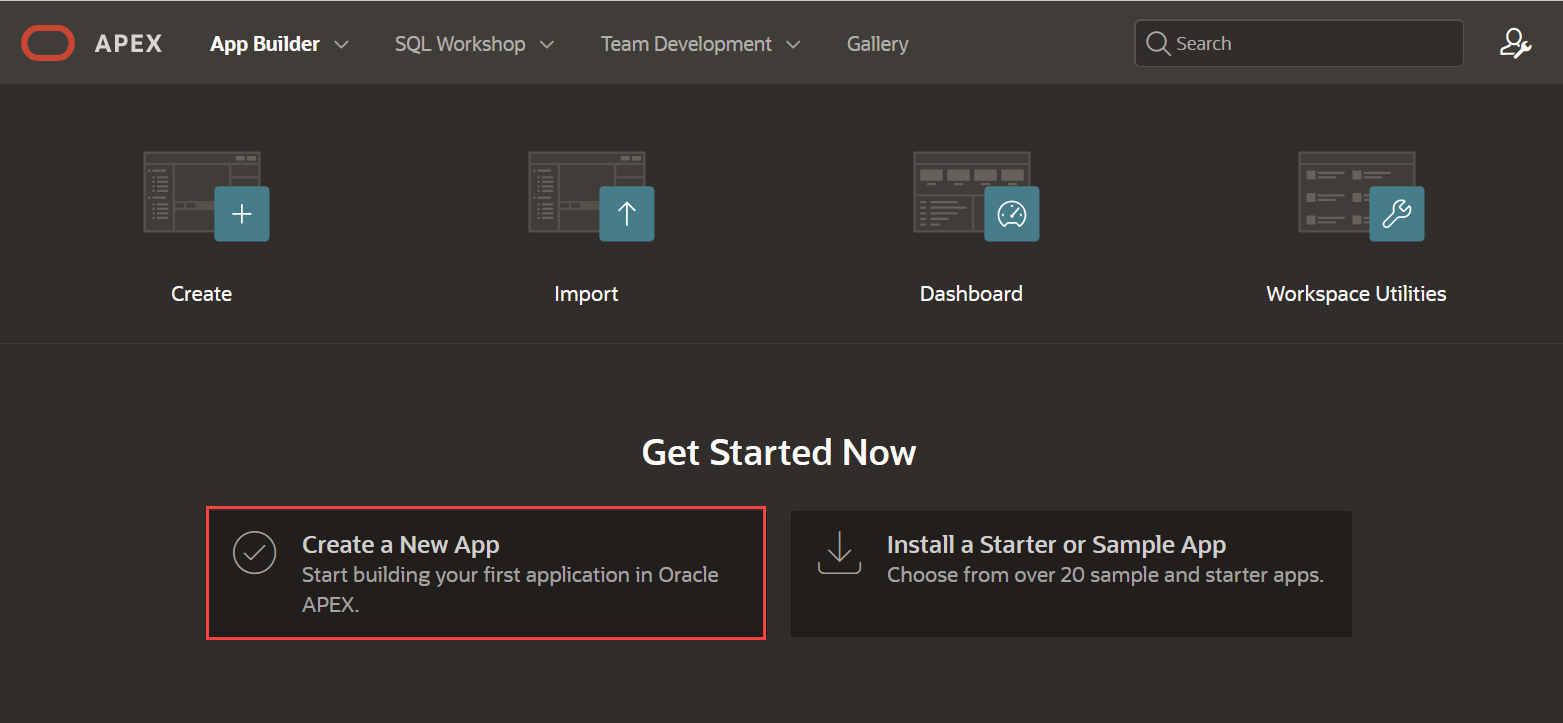 APEX App Builder SQL Workshop Team Development Gallery Search
Create Import Dashboard Workspace Utilities
Get Started Now
Create a New App
Start building your first application in Oracle
APEX.
Install a Starter or Sample App
Choose from over 20 sample and starter apps.